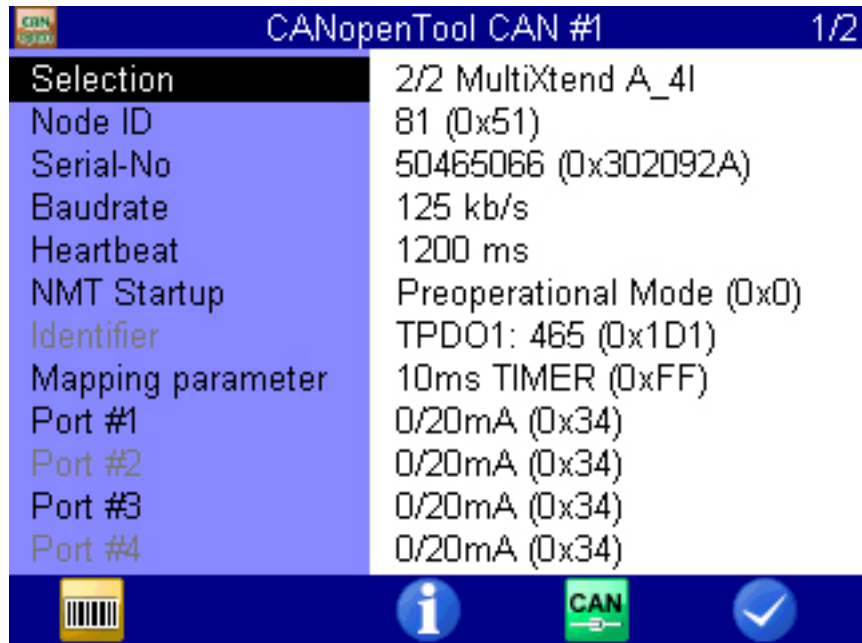 CANopenTool CAN #1 1/2
Selection 2/2 MultiXtend A_4I
Node ID 81 (0x51)
Serial-No 50465066 (0x302092A)
Baudrate 125 kb/s
Heartbeat 1200 ms
NMT Startup Preoperational Mode (0x0)
Identifier TPDO1: 465 (0x1D1)
Mapping parameter 10ms TIMER (0xFF)
Port #1 0/20mA (0x34)
Port #2 0/20mA (0x34)
Port #3 0/20mA (0x34)
Port #4 0/20mA (0x34)
CAN